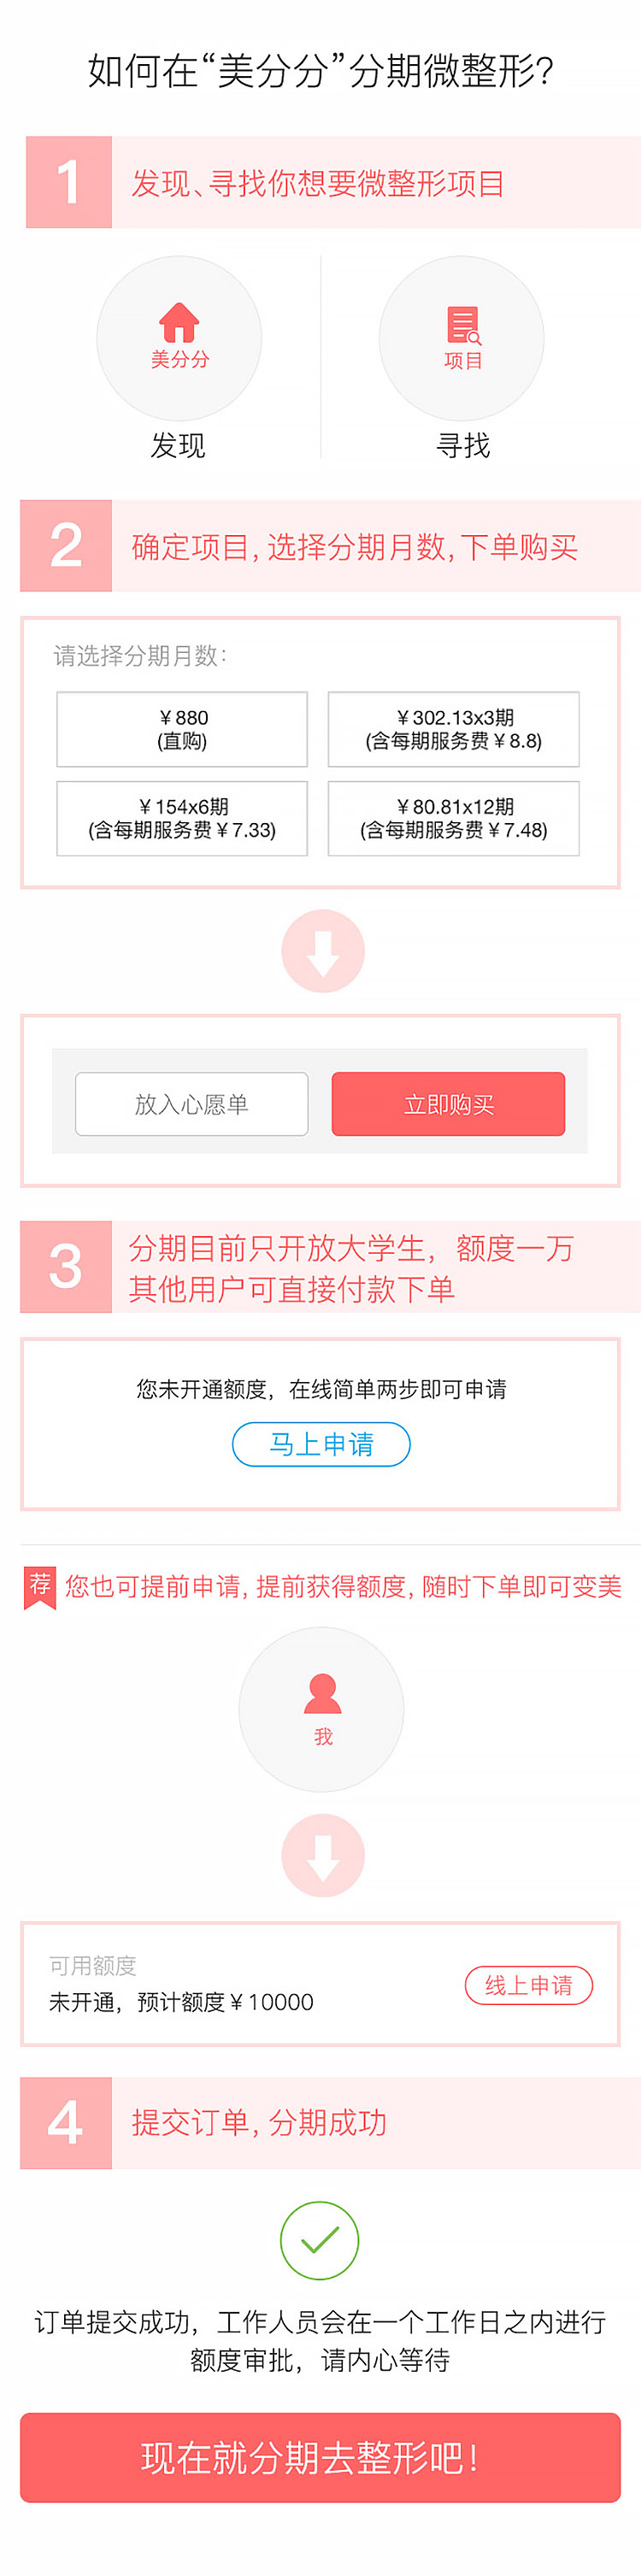 如何在“美分分”分期微整形？
1
发现、寻找你想要微整形项目
美分分
项目
发现
寻找
2
确定项目，选择分期月数，下单购买
请选择分期月数：
¥880
(直购)
¥302.13x3期
(含每期服务费¥8.8)
¥154x6期
(含每期服务费¥7.33)
¥80.81x12期
(含每期服务费¥7.48)
放入心愿单
立即购买
3
分期目前只开放大学生，额度一万
其他用户可直接付款下单
您未开通额度，在线简单两步即可申请
马上申请
荐
您也可提前申请，提前获得额度，随时下单即可变美
我
可用额度
未开通，预计额度¥10000
线上申请
4
提交订单，分期成功
订单提交成功，工作人员会在一个工作日之内进行
额度审批，请内心等待
现在就分期去整形吧！